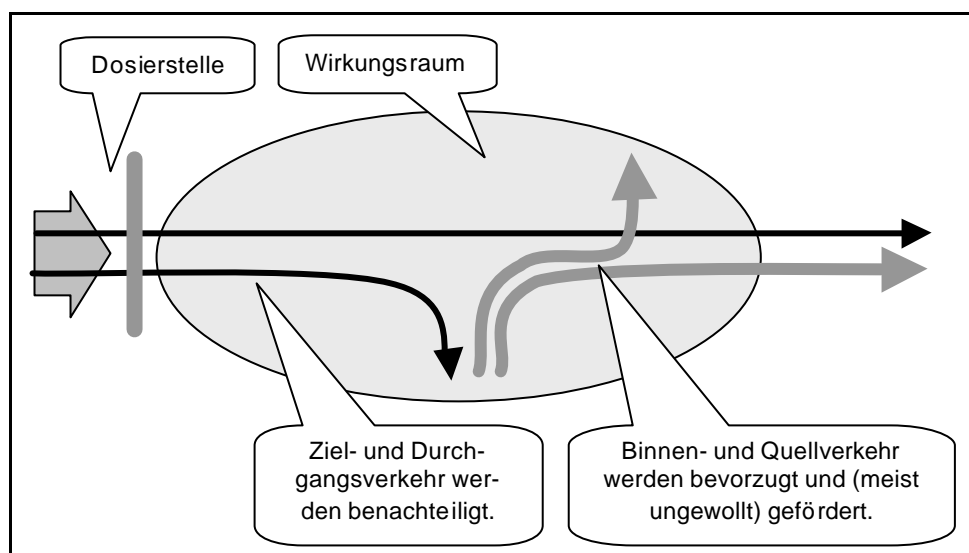 Dosierstelle
Wirkungsraum
Ziel- und Durch-
gangsverkehr wer-
den benachteiligt.
Binnen- und Quellverkehr
werden bevorzugt und (meist
ungewollt) gefördert.